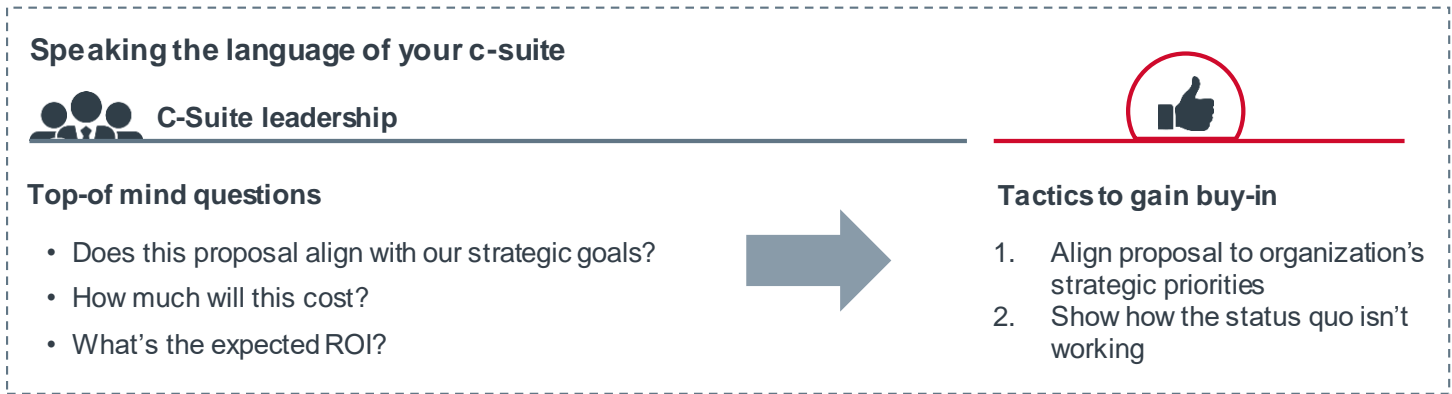 Speaking the language of your c-suite
C-Suite leadership
Top-of mind questions
• Does this proposal align with our strategic goals?
• How much will this cost?
• What's the expected ROI?
Tactics to gain buy-in
1. Align proposal to organization's
strategic priorities
2. Show how the status quo isn't
working